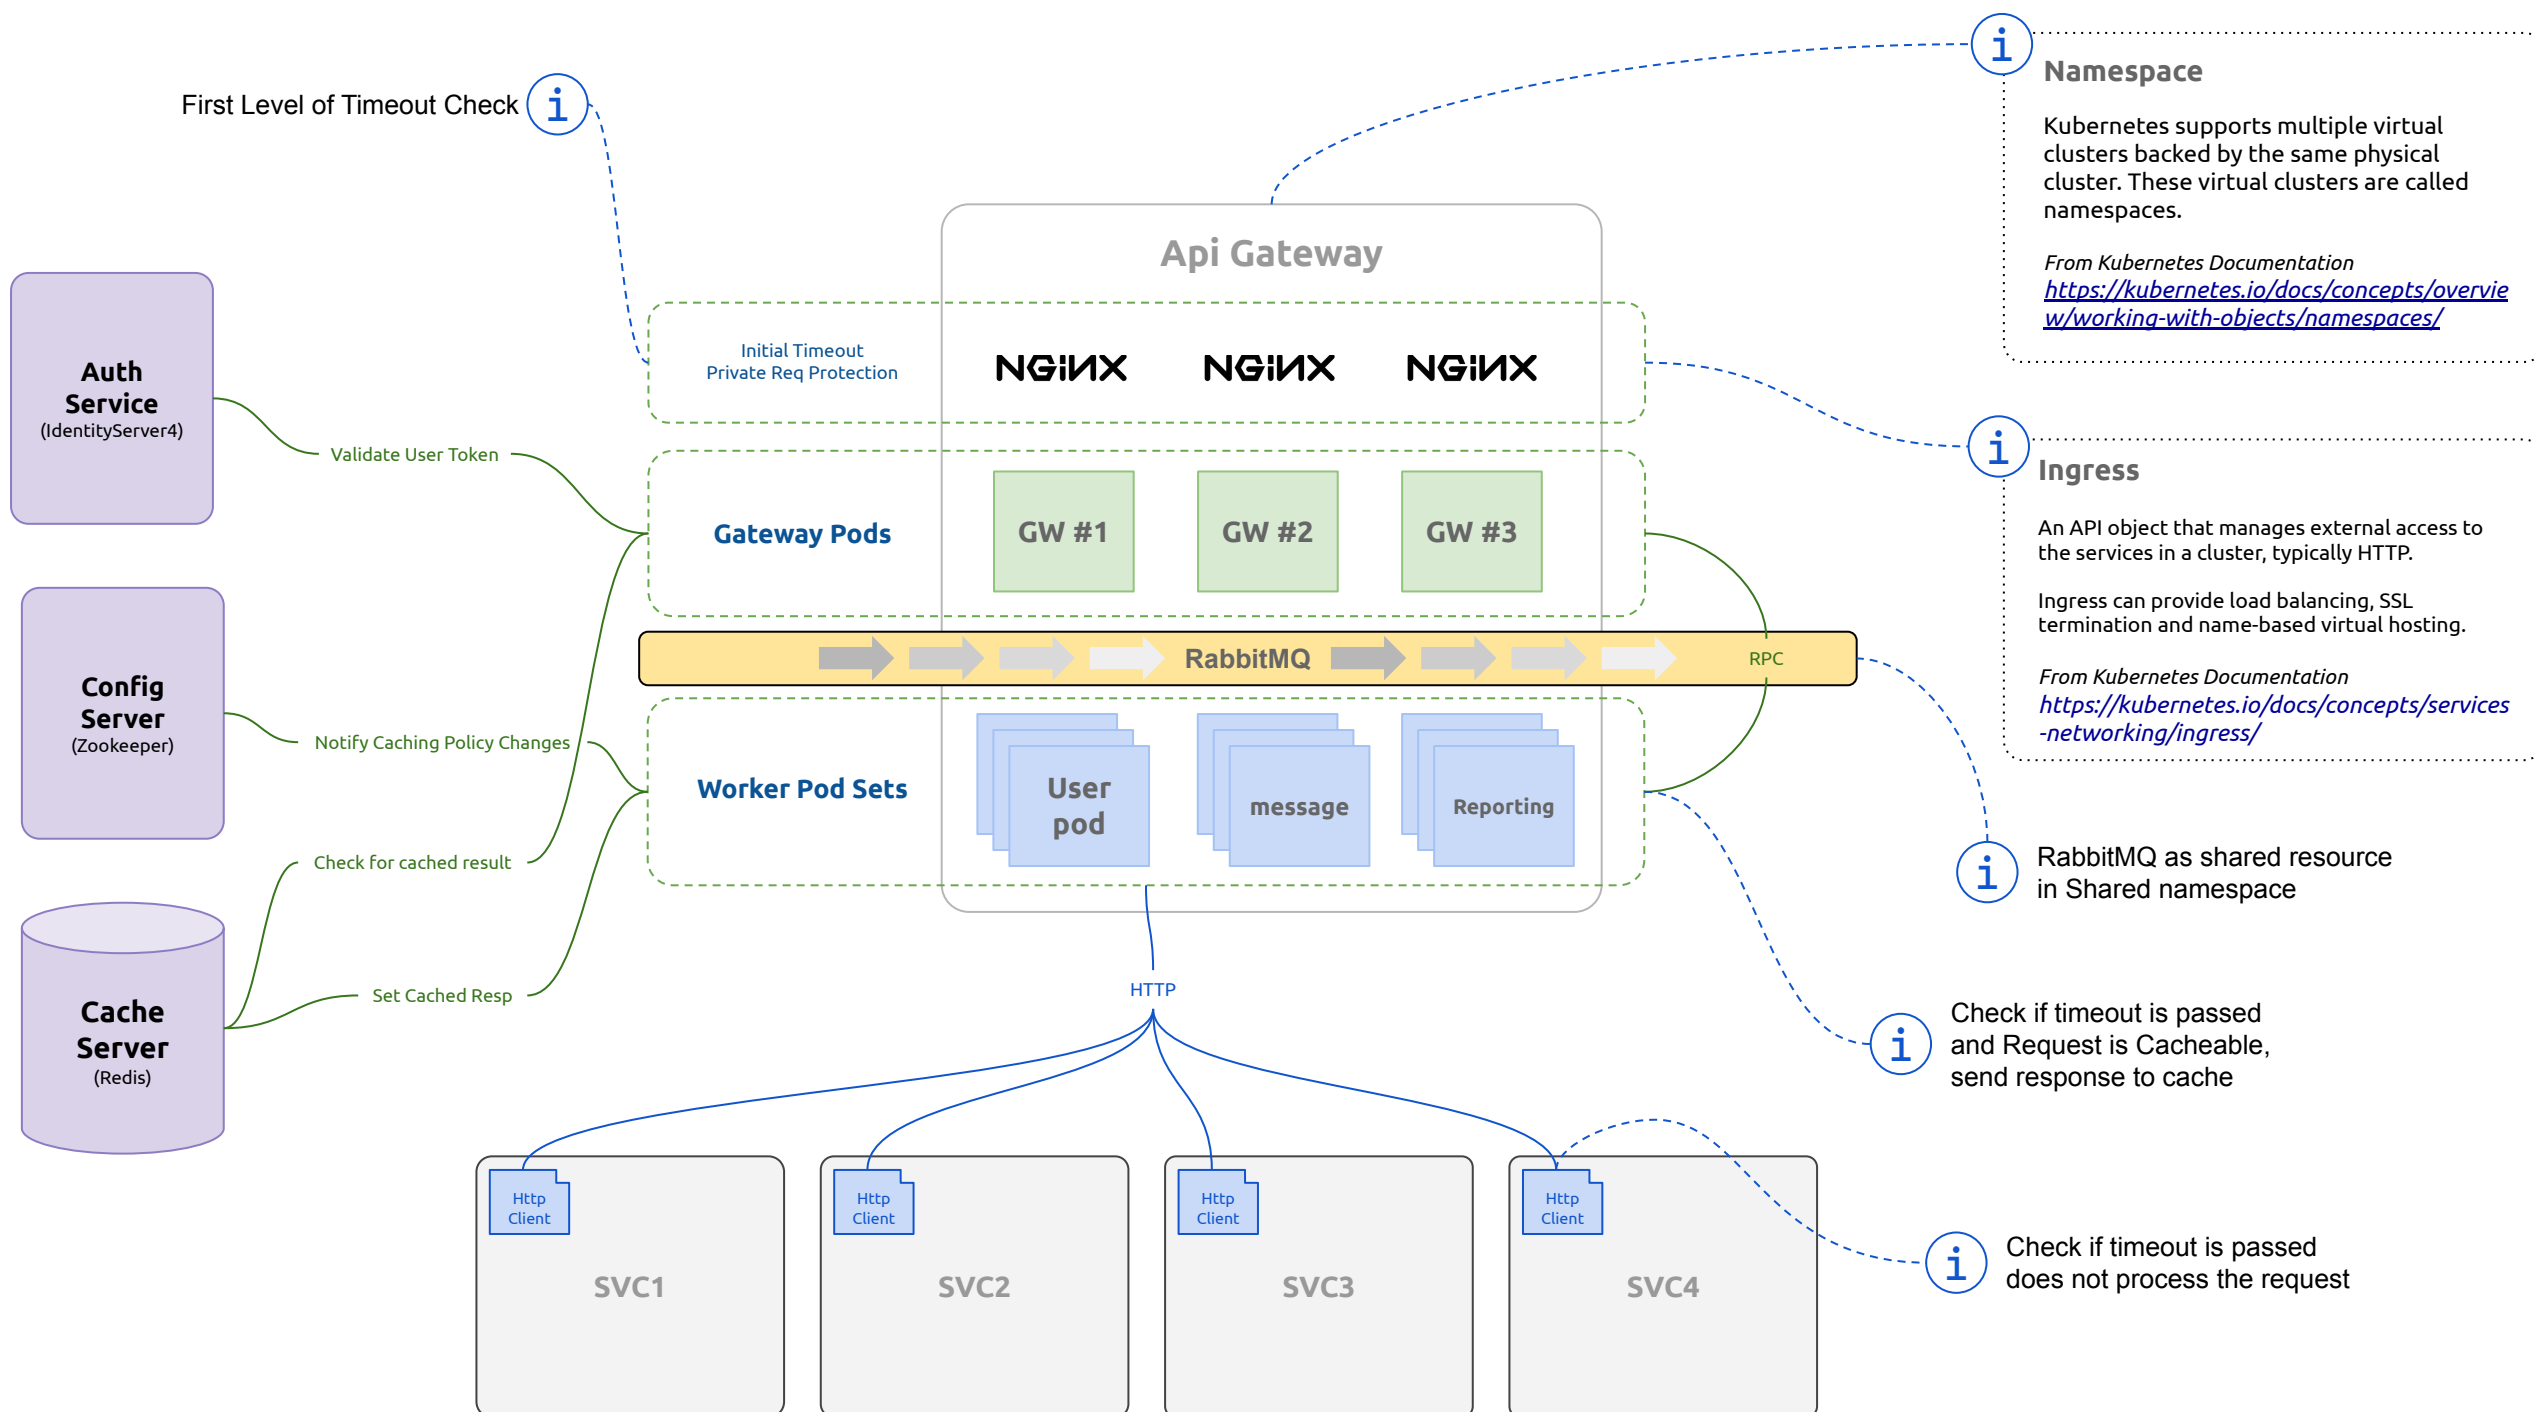 First Level of Timeout Check
i
i
Namespace
Kubernetes supports multiple virtual
clusters backed by the same physical
cluster. These virtual clusters are called
namespaces.
From Kubernetes Documentation
https://kubernetes.io/docs/concepts/overvie
w/working-with-objects/namespaces/
Api Gateway
Initial Timeout
Private Req Protection
NGiNX
NGiNX
NGiNX
Auth
Service
(IdentityServer4)
Validate User Token
Gateway Pods
GW #1
GW #2
GW #3
i
Ingress
An API object that manages external access to
the services in a cluster, typically HTTP.
Ingress can provide load balancing, SSL
termination and name-based virtual hosting.
From Kubernetes Documentation
https://kubernetes.io/docs/concepts/services
-networking/ingress/
RabbitMQ
RPC
Config
Server
(Zookeeper)
Notify Caching Policy Changes
Worker Pod Sets
User
pod
message
Reporting
Check for cached result
i
RabbitMQ as shared resource
in Shared namespace
Cache
Server
(Redis)
Set Cached Resp
HTTP
i
Check if timeout is passed
and Request is Cacheable,
send response to cache
Http
Client
SVC1
Http
Client
SVC2
Http
Client
SVC3
Http
Client
SVC4
i
Check if timeout is passed
does not process the request